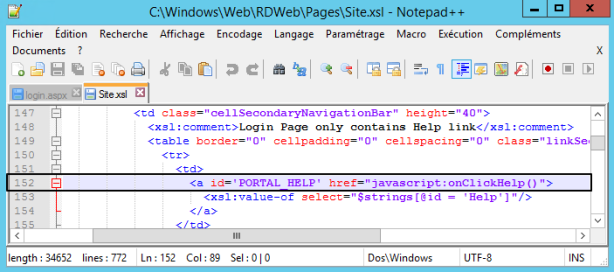 C:\Windows\Web\RDWeb\Pages\Site.xsl - Notepad++
Fichier Édition Recherche Affichage Encodage Langage Paramétrage Macro Exécution Compléments
Documents ? X
login.aspx Site.xsl
147 <td class="cellSecondaryNavigationBar" height="40">
148 <xsl:comment>Login Page only contains Help link</xsl:comment>
149 <table border="0" cellpadding="0" cellspacing="0" class="linkSe
150 <tr>
151 <td>
152 <a id='PORTAL_HELP' href="javascript:onClickHelp()">
153 <xsl:value-of select="$strings[@id = 'Help']"/>
154 </a>
155 </td>
length : 34652 lines : 772 Ln : 152 Col : 89 Sel : 0 | 0 Dos\Windows UTF-8 INS